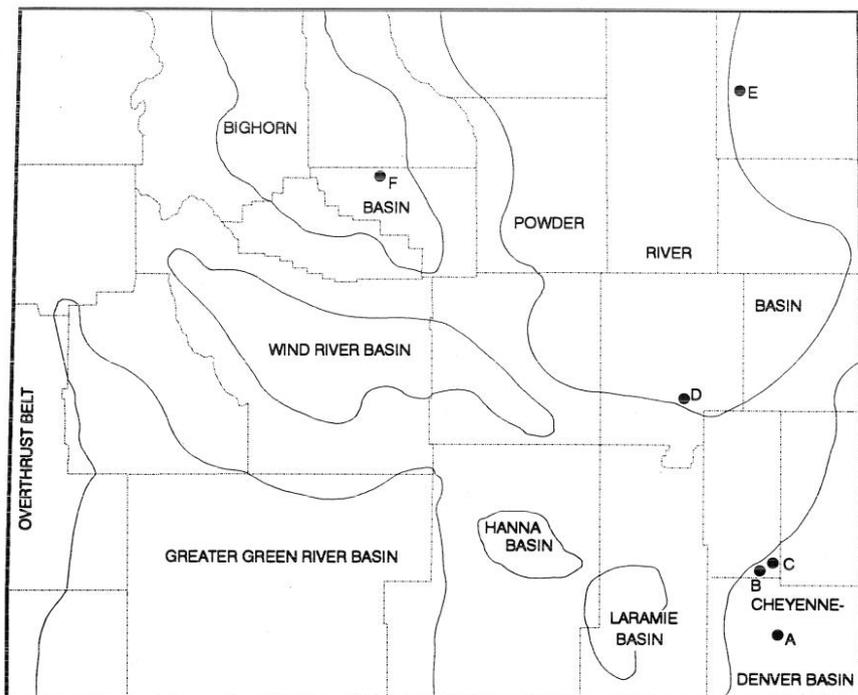 E
BIGHORN
F
BASIN
POWDER
RIVER
BASIN
WIND RIVER BASIN
D
OVERTHRUST BELT
HANNA
BASIN
GREATER GREEN RIVER BASIN
C
B
CHEYENNE-
LARAMIE
BASIN
A
DENVER BASIN